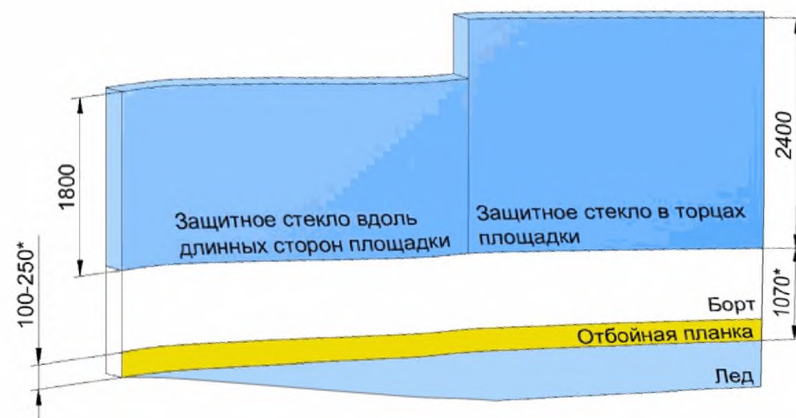 2400
1800
Защитное стекло вдоль
длинных сторон площадки
Защитное стекло в торцах
площадки
100-250*
1070*
Борт
Отбойная планка
Лед